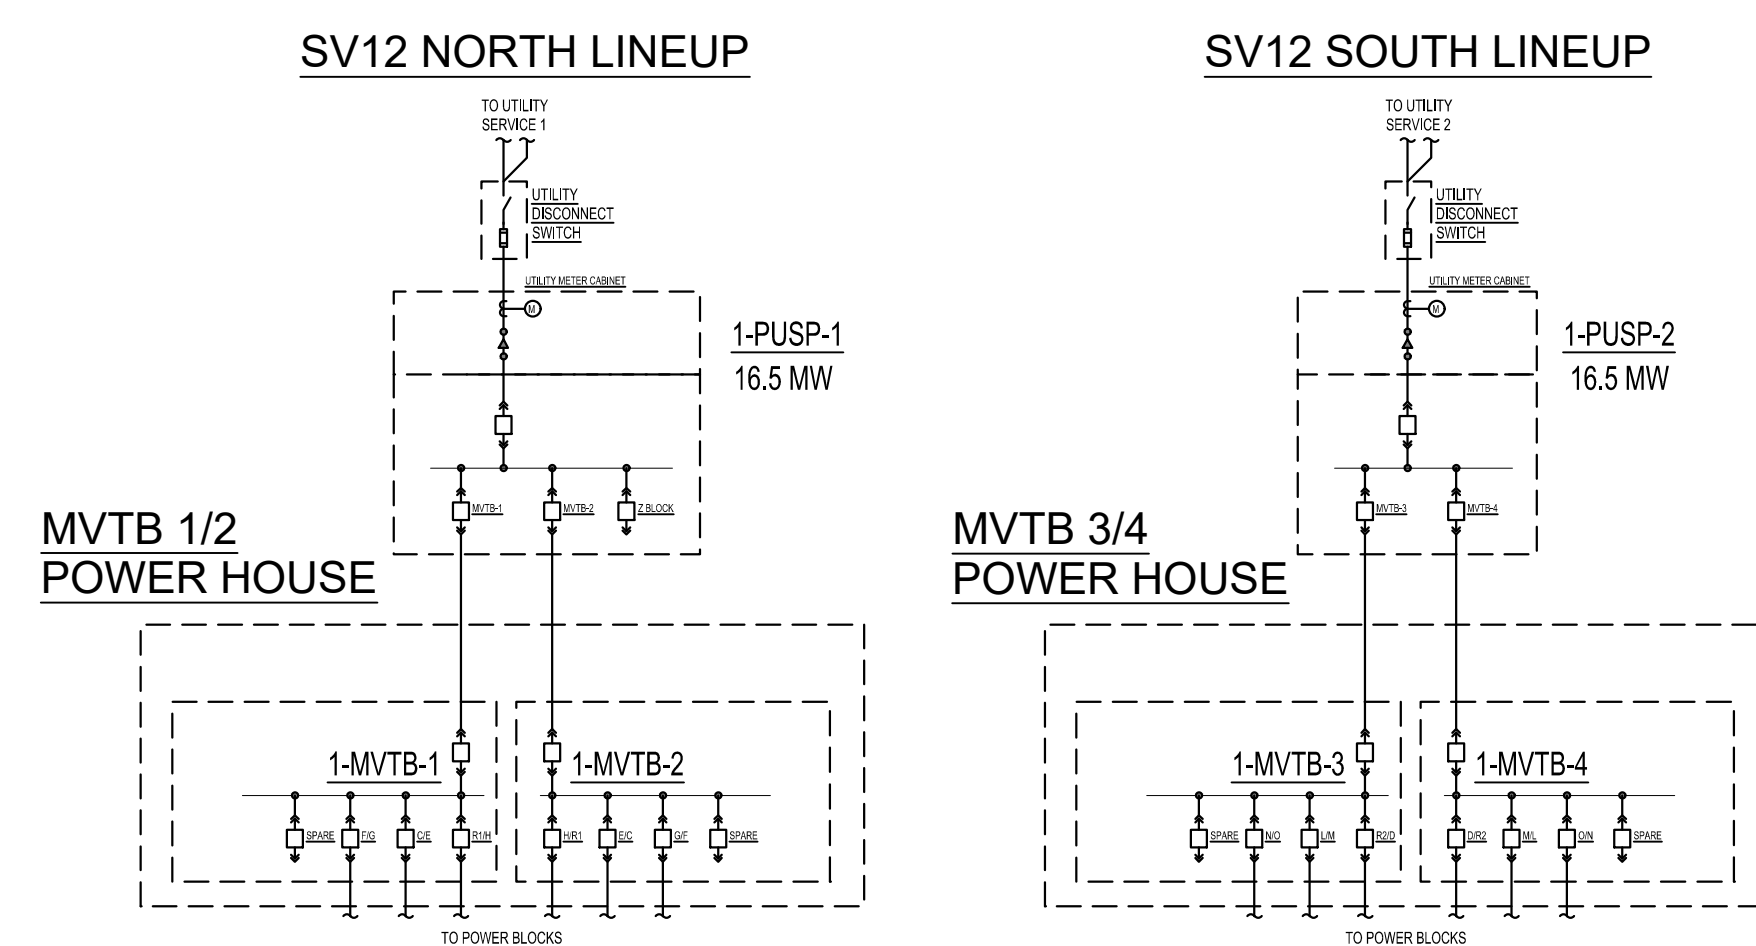 SV12 NORTH LINEUP
TO UTILITY
SERVICE 1
UTILITY
DISCONNECT
SWITCH
UTILITY METER CABINET
M
1-PUSP-1
16.5 MW
MVTB-1
MVTB-2
Z BLOCK
MVTB 1/2
POWER HOUSE
1-MVTB-1
1-MVTB-2
SPARE
F/G
C/E
R1/H
H/R1
E/C
G/F
SPARE
TO POWER BLOCKS
SV12 SOUTH LINEUP
TO UTILITY
SERVICE 2
UTILITY
DISCONNECT
SWITCH
UTILITY METER CABINET
M
1-PUSP-2
16.5 MW
MVTB-3
MVTB-4
MVTB 3/4
POWER HOUSE
1-MVTB-3
1-MVTB-4
SPARE
N/O
L/M
R2/D
D/R2
M/L
O/N
SPARE
TO POWER BLOCKS